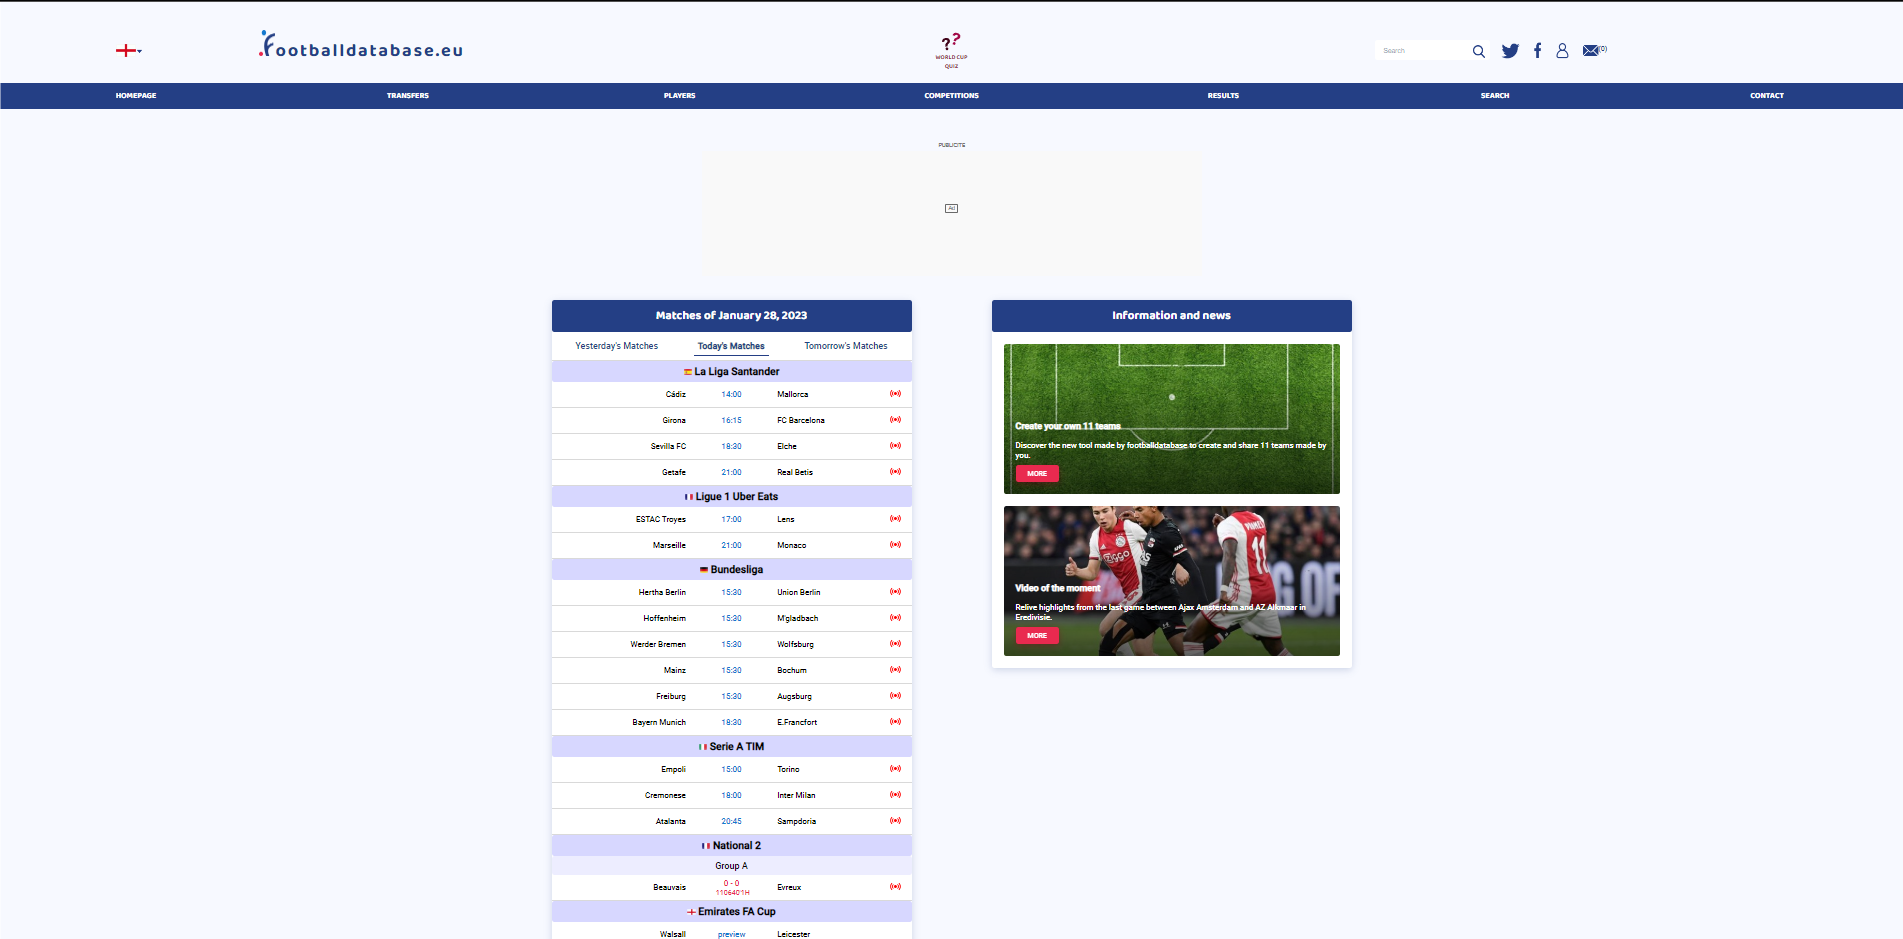 footballdatabase.eu
??
WORLD CUP
QUIZ
Search
(0)
HOMEPAGE TRANSFERS PLAYERS COMPETITIONS RESULTS SEARCH CONTACT
PUBLICITE
Ad
Matches of January 28, 2023
Yesterday's Matches Today's Matches Tomorrow's Matches
La Liga Santander
Cádiz 14:00 Mallorca
Girona 16:15 FC Barcelona
Sevilla FC 18:30 Elche
Getafe 21:00 Real Betis
Ligue 1 Uber Eats
ESTAC Troyes 17:00 Lens
Marseille 21:00 Monaco
Bundesliga
Hertha Berlin 15:30 Union Berlin
Hoffenheim 15:30 M'gladbach
Werder Bremen 15:30 Wolfsburg
Mainz 15:30 Bochum
Freiburg 15:30 Augsburg
Bayern Munich 18:30 E.Francfort
Serie A TIM
Empoli 15:00 Torino
Cremonese 18:00 Inter Milan
Atalanta 20:45 Sampdoria
National 2
Group A
Beauvais 0 - 0 Evreux
1106401H
Emirates FA Cup
Walsall preview Leicester
Information and news
Create your own 11 teams
Discover the new tool made by footballdatabase to create and share 11 teams made by
you.
MORE
Ziggo
PROMES
11
G OF
Video of the moment
Relive highlights from the last game between Ajax Amsterdam and AZ Alkmaar in
Eredivisie.
MORE